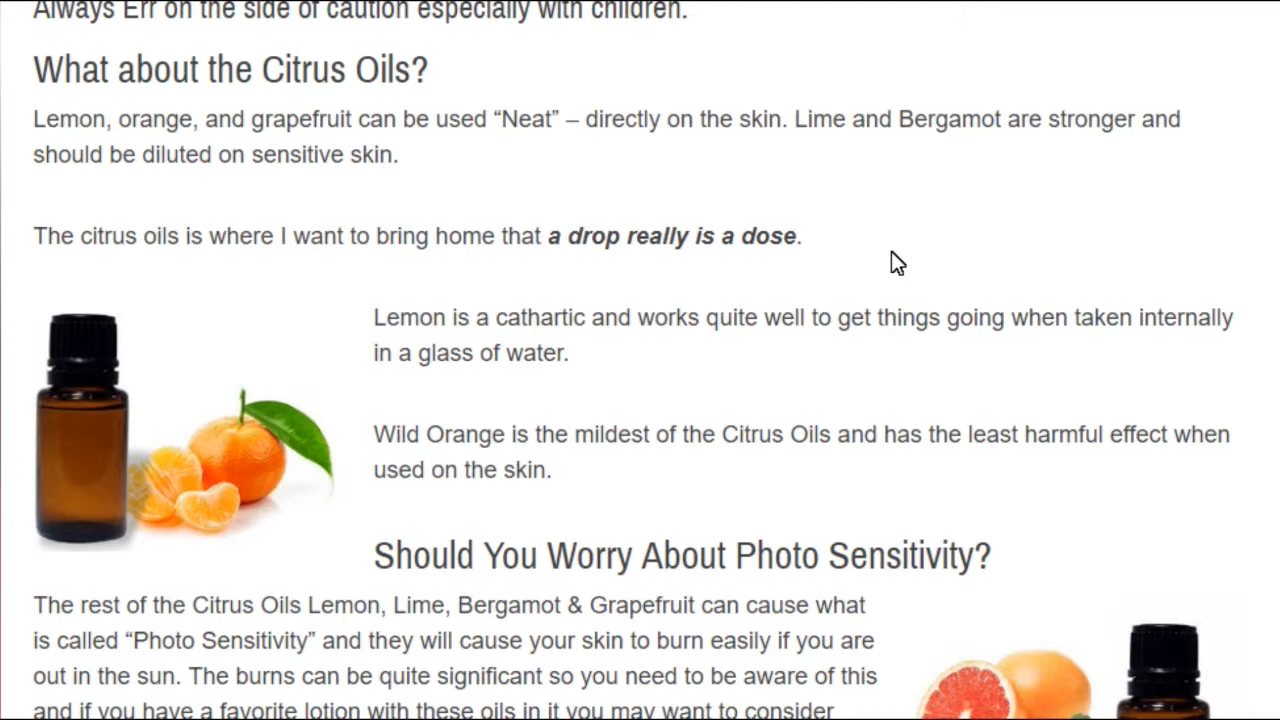 Always Err on the side of caution especially with children.
What about the Citrus Oils?
Lemon, orange, and grapefruit can be used “Neat” – directly on the skin. Lime and Bergamot are stronger and
should be diluted on sensitive skin.
The citrus oils is where I want to bring home that a drop really is a dose.
Lemon is a cathartic and works quite well to get things going when taken internally
in a glass of water.
Wild Orange is the mildest of the Citrus Oils and has the least harmful effect when
used on the skin.
Should You Worry About Photo Sensitivity?
The rest of the Citrus Oils Lemon, Lime, Bergamot & Grapefruit can cause what
is called “Photo Sensitivity” and they will cause your skin to burn easily if you are
out in the sun. The burns can be quite significant so you need to be aware of this
and if you have a favorite lotion with these oils in it you may want to consider